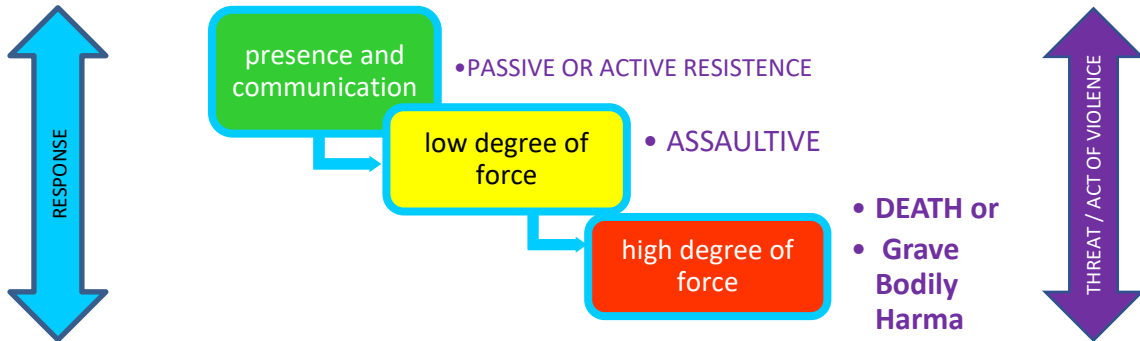 RESPONSE
presence and
communication
•PASSIVE OR ACTIVE RESISTENCE
low degree of
force
• ASSAULTIVE
high degree of
force
• DEATH or
• Grave
Bodily
Harma
THREAT / ACT OF VIOLENCE